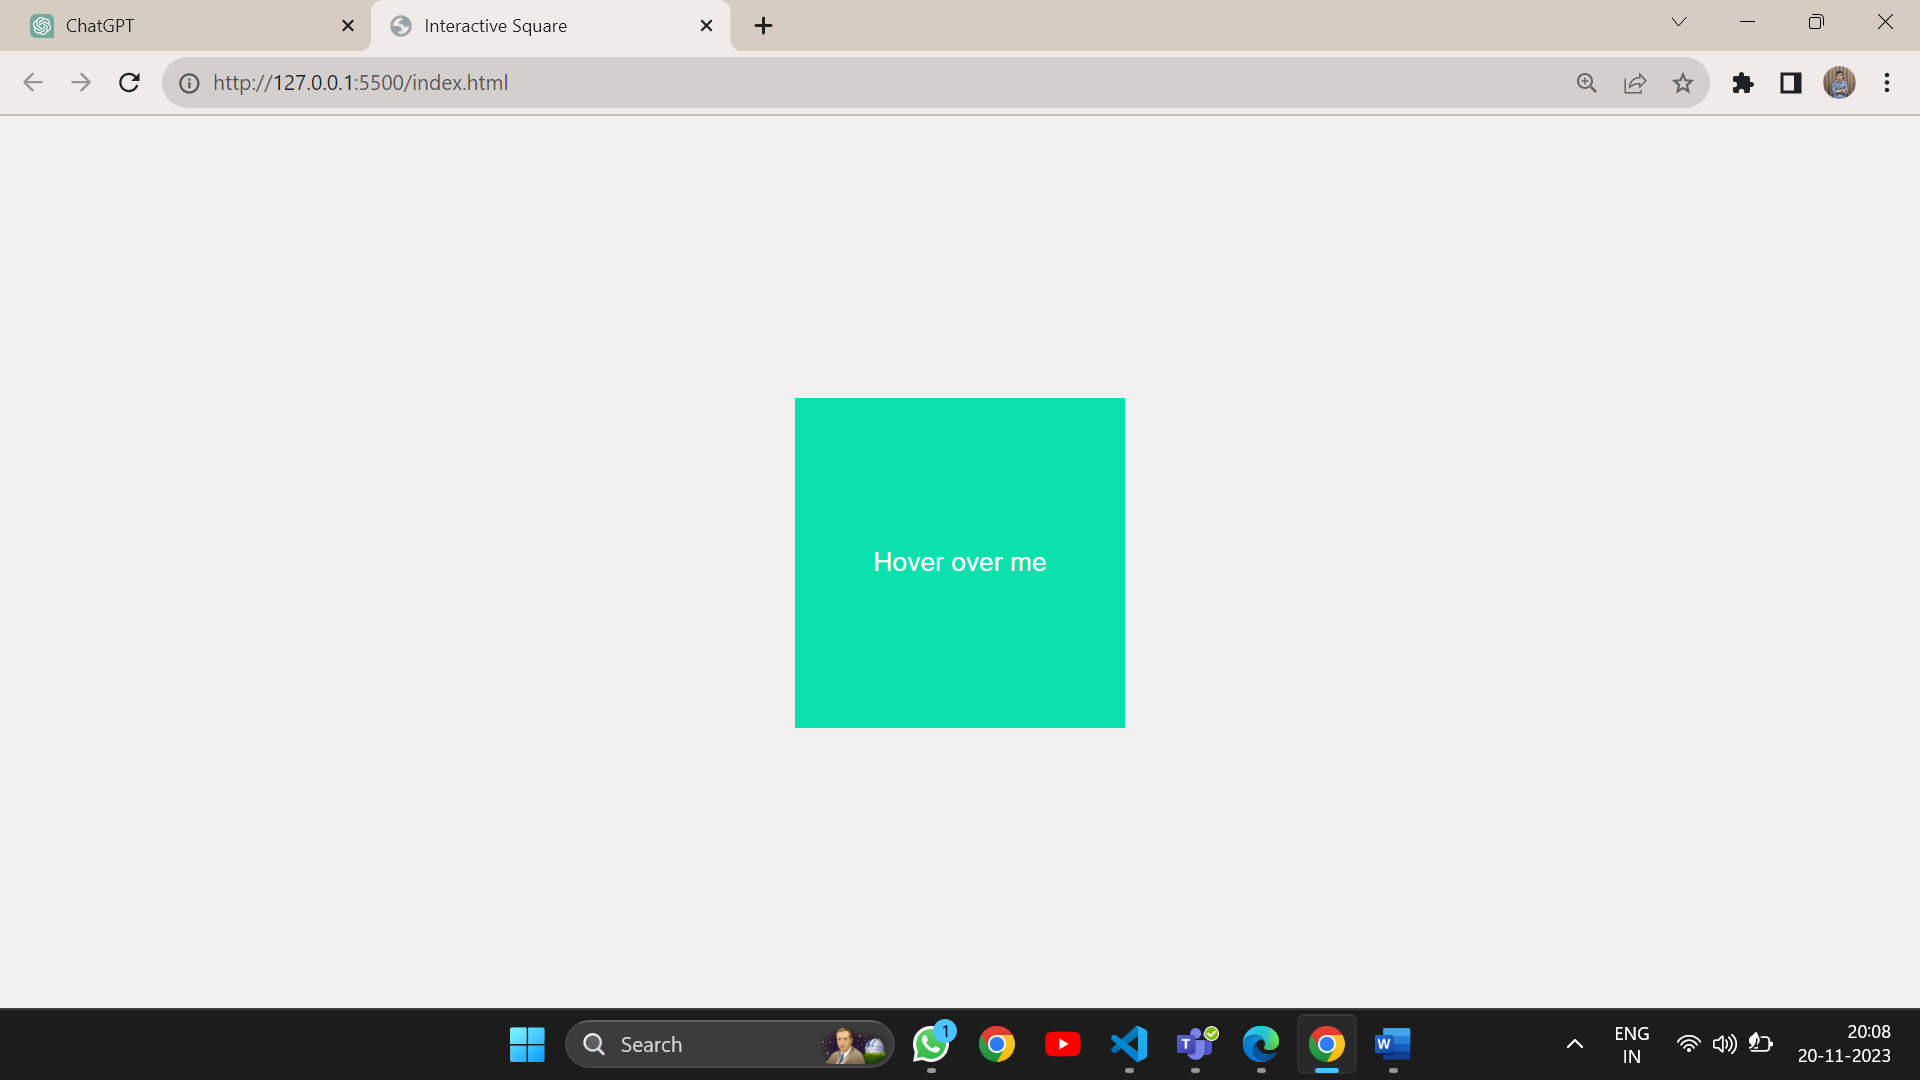 ChatGPT
Interactive Square
http://127.0.0.1:5500/index.html
Hover over me
Search
1
T
W
ENG
IN
20:08
20-11-2023